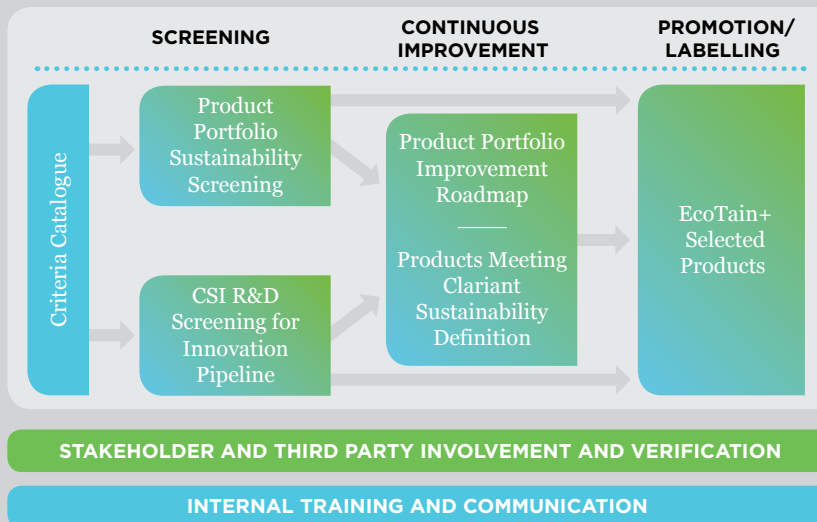 SCREENING
CONTINUOUS
IMPROVEMENT
PROMOTION/
LABELLING
Criteria Catalogue
Product
Portfolio
Sustainability
Screening
CSI R&D
Screening for
Innovation
Pipeline
Product Portfolio
Improvement
Roadmap
Products Meeting
Clariant
Sustainability
Definition
EcoTain+
Selected
Products
STAKEHOLDER AND THIRD PARTY INVOLVEMENT AND VERIFICATION
INTERNAL TRAINING AND COMMUNICATION